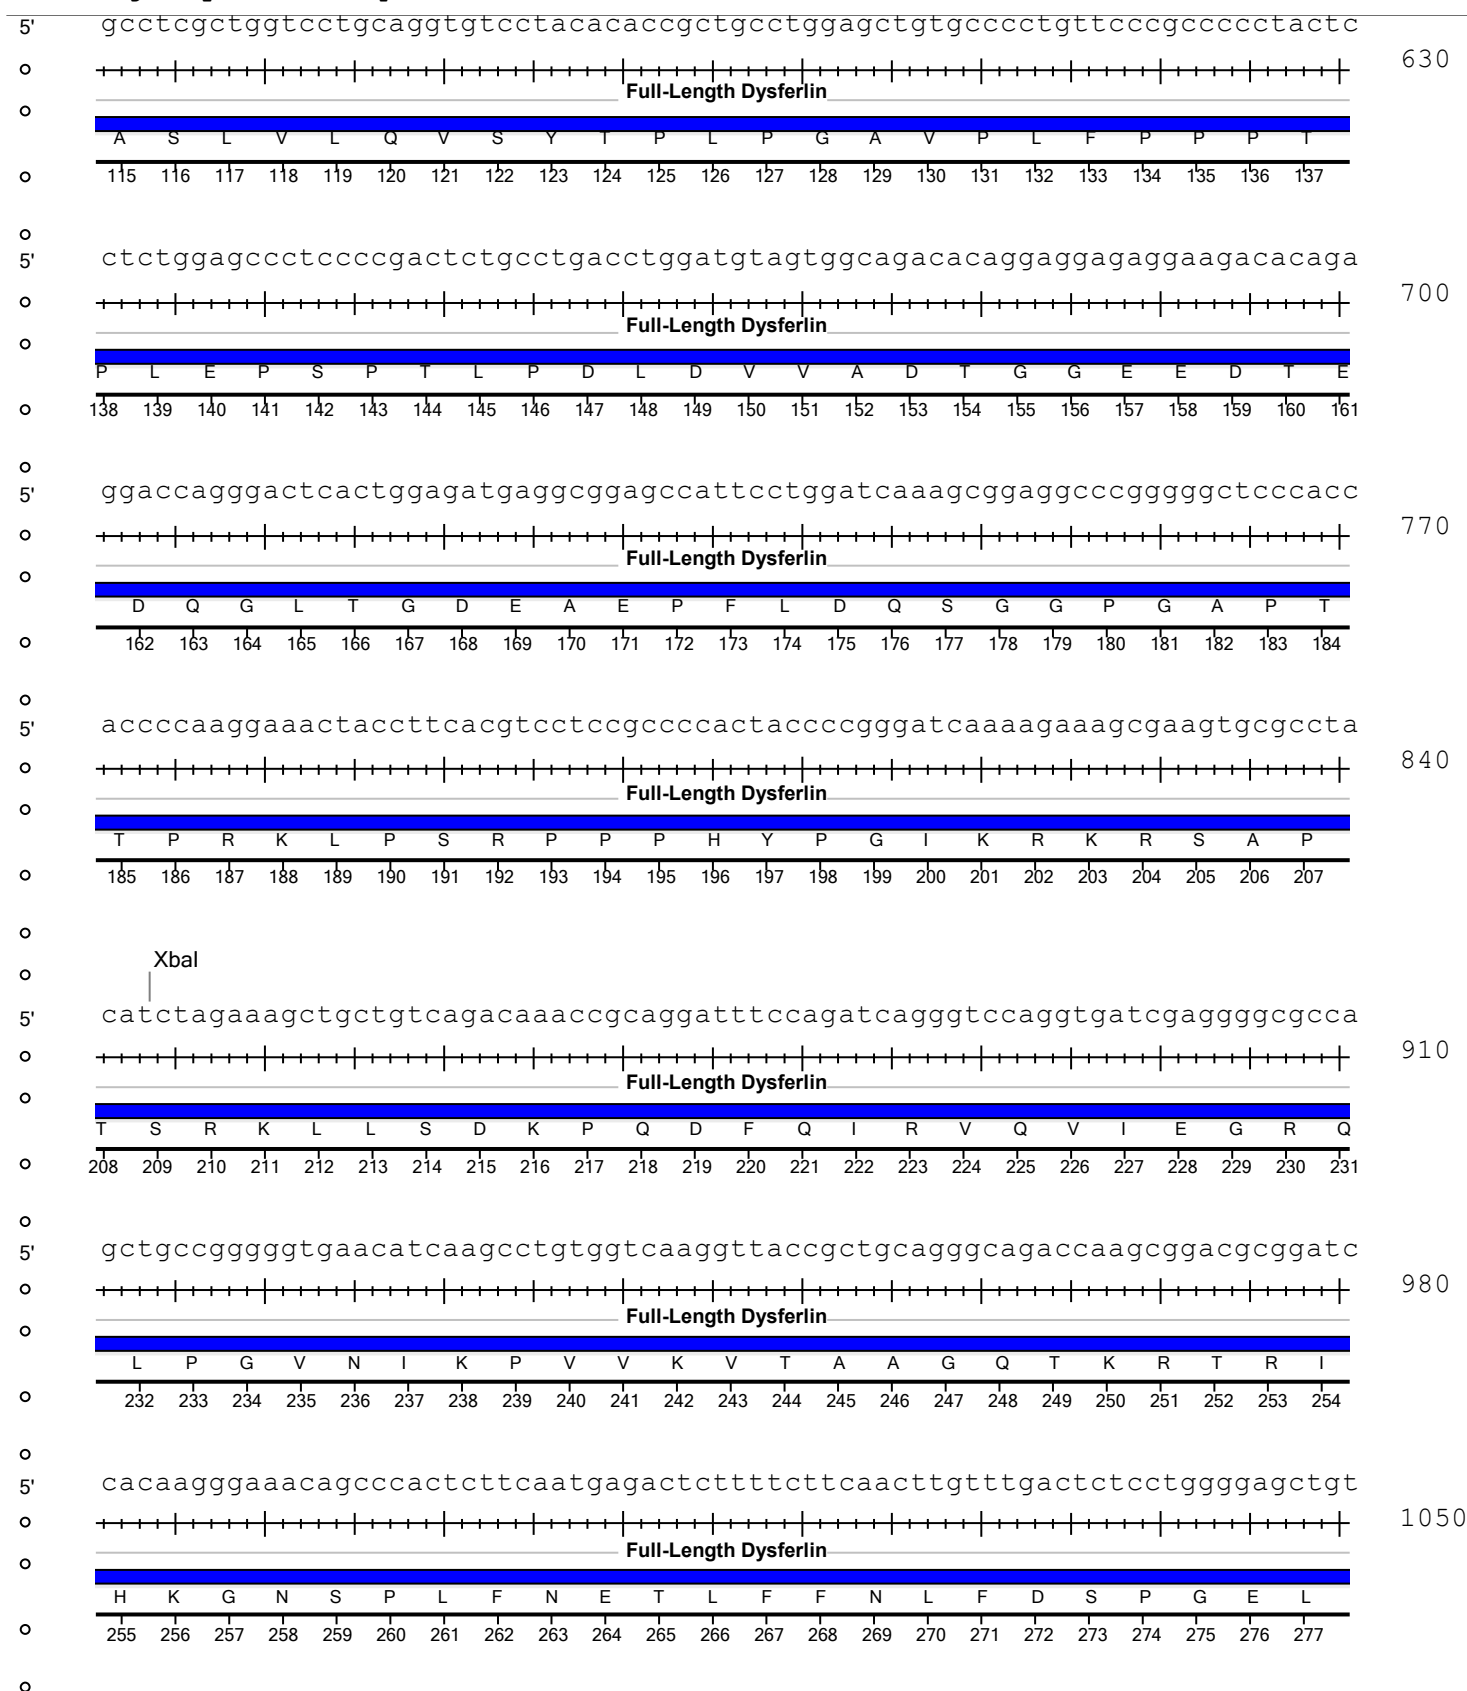 5' gcctcgctggtcctgcaggtgtcctacacaccgctgcctggagctgtgcccctgttcccgccccctactc
630
Full-Length Dysferlin
A S L V L Q V S Y T P L P G A V P L F P P P T
115 116 117 118 119 120 121 122 123 124 125 126 127 128 129 130 131 132 133 134 135 136 137
5' ctctggagccctccccgactctgcctgacctggatgtagtggcagacacaggaggagaggaagacacaga
700
Full-Length Dysferlin
P L E P S P T L P D L D V V A D T G G E E D T E
138 139 140 141 142 143 144 145 146 147 148 149 150 151 152 153 154 155 156 157 158 159 160 161
5' ggaccagggactcactggagatgaggcggagccattcctggatcaaagcggaggcccgggggctcccacc
770
Full-Length Dysferlin
D Q G L T G D E A E P F L D Q S G G P G A P T
162 163 164 165 166 167 168 169 170 171 172 173 174 175 176 177 178 179 180 181 182 183 184
5' accccaaggaaactaccttcacgtcctccgccccactaccccgggatcaaaagaaagcgaagtgcgccta
840
Full-Length Dysferlin
T P R K L P S R P P P H Y P G I K R K R S A P
185 186 187 188 189 190 191 192 193 194 195 196 197 198 199 200 201 202 203 204 205 206 207
XbaI
5' catctagaaagctgctgtcagacaaaccgcaggatttccagatcagggtccaggtgatcgaggggcgcca
910
Full-Length Dysferlin
T S R K L L S D K P Q D F Q I R V Q V I E G R Q
208 209 210 211 212 213 214 215 216 217 218 219 220 221 222 223 224 225 226 227 228 229 230 231
5' gctgccgggggtgaacatcaagcctgtggtcaaggttaccgctgcagggcagaccaagcggacgcggatc
980
Full-Length Dysferlin
L P G V N I K P V V K V T A A G Q T K R T R I
232 233 234 235 236 237 238 239 240 241 242 243 244 245 246 247 248 249 250 251 252 253 254
5' cacaagggaaacagcccactcttcaatgagactcttttcttcaacttgtttgactctcctggggagctgt
1050
Full-Length Dysferlin
H K G N S P L F N E T L F F N L F D S P G E L
255 256 257 258 259 260 261 262 263 264 265 266 267 268 269 270 271 272 273 274 275 276 277